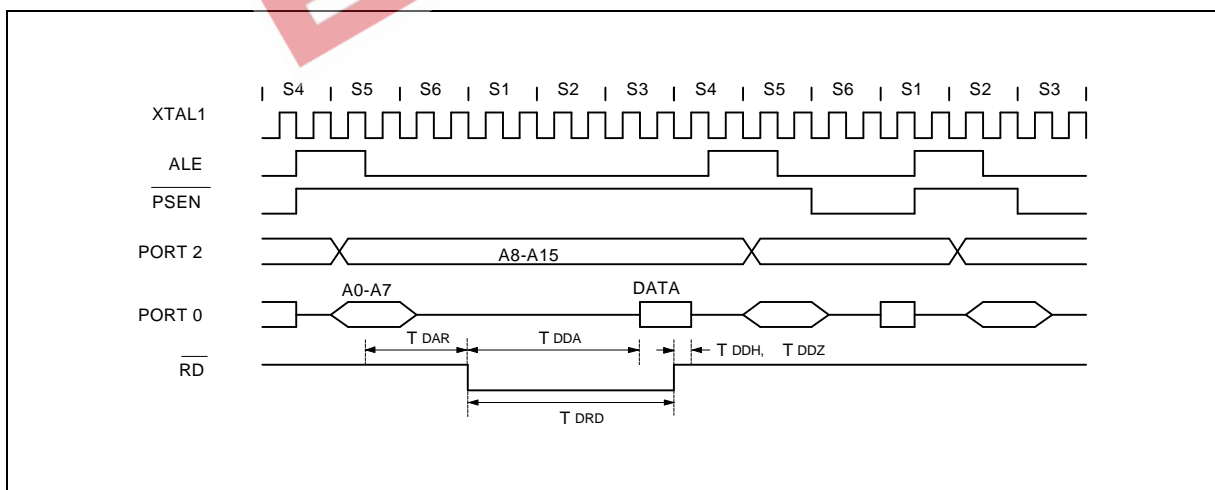 S4 S5 S6 S1 S2 S3 S4 S5 S6 S1 S2 S3
XTAL1
ALE
PSEN
PORT 2
A8-A15
A0-A7
DATA
PORT 0
T DAR
T DDA
T DDH, T DDZ
RD
T DRD